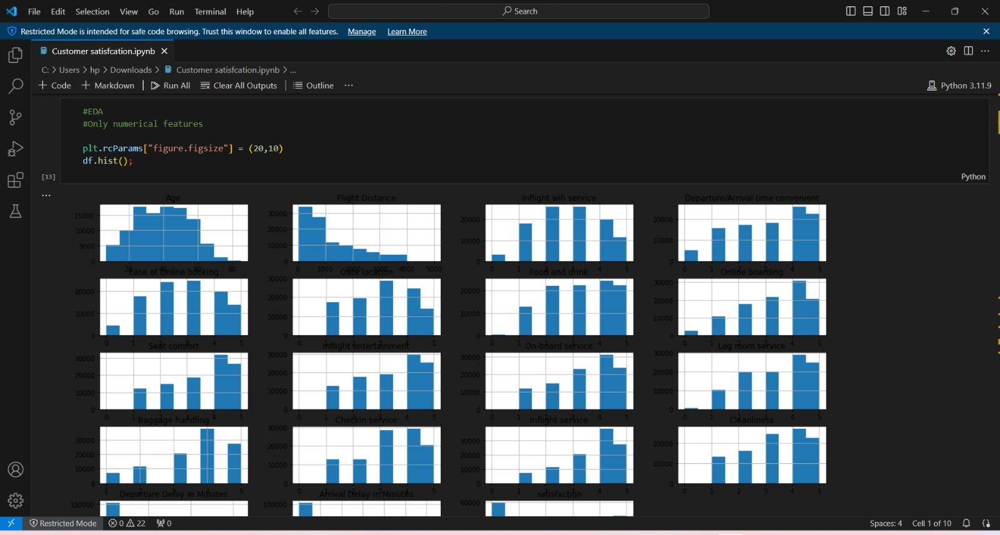 File Edit Selection View Go Run Terminal Help Search
Restricted Mode is intended for safe code browsing. Trust this window to enable all features. Manage Learn More
Customer satisfcation.ipynb
C: > Users > hp > Downloads > Customer satisfcation.ipynb > ...
+ Code + Markdown | Run All Clear All Outputs | Outline ... Python 3.11.9
#EDA
#Only numerical features
plt.rcParams["figure.figsize"] = (20,10)
df.hist();
[13] Python
...
Age Flight Distance Inflight wifi service Departure/Arrival time convenient
15000 10000 5000 0 30000 20000 10000 0 20000 10000 0 20000 10000 0
20 40 60 80 0 1000 2000 3000 4000 5000 0 1 2 3 4 5 0 1 2 3 4 5
Ease of Online booking Gate location Food and drink Online boarding
20000 10000 0 30000 20000 10000 0 20000 10000 0 30000 20000 10000 0
0 1 2 3 4 5 0 1 2 3 4 5 0 1 2 3 4 5 0 1 2 3 4 5
Seat comfort Inflight entertainment On-board service Leg room service
30000 20000 10000 0 30000 20000 10000 0 30000 20000 10000 0 30000 20000 10000 0
0 1 2 3 4 5 0 1 2 3 4 5 0 1 2 3 4 5 0 1 2 3 4 5
Baggage handling Checkin service Inflight service Cleanliness
30000 20000 10000 0 30000 20000 10000 0 30000 20000 10000 0 20000 10000 0
1 2 3 4 5 0 1 2 3 4 5 0 1 2 3 4 5 0 1 2 3 4 5
Departure Delay in Minutes Arrival Delay in Minutes satisfaction
100000 100000 60000
Restricted Mode 0 22 0 Spaces: 4 Cell 1 of 10